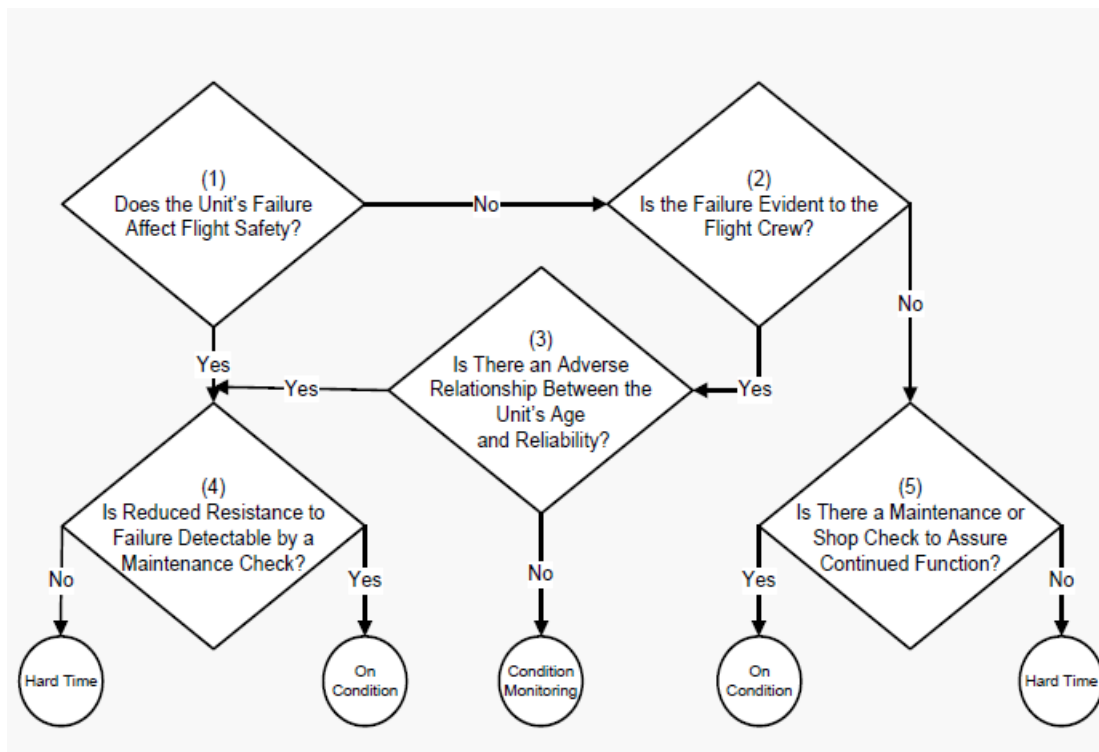 (1)
Does the Unit's Failure
Affect Flight Safety?
No
(2)
Is the Failure Evident to the
Flight Crew?
No
Yes
(3)
Is There an Adverse
Relationship Between the
Unit's Age
and Reliability?
Yes
Yes
(4)
Is Reduced Resistance to
Failure Detectable by a
Maintenance Check?
(5)
Is There a Maintenance or
Shop Check to Assure
Continued Function?
No
Yes
No
Yes
No
Hard Time
On
Condition
Condition
Monitoring
On
Condition
Hard Time